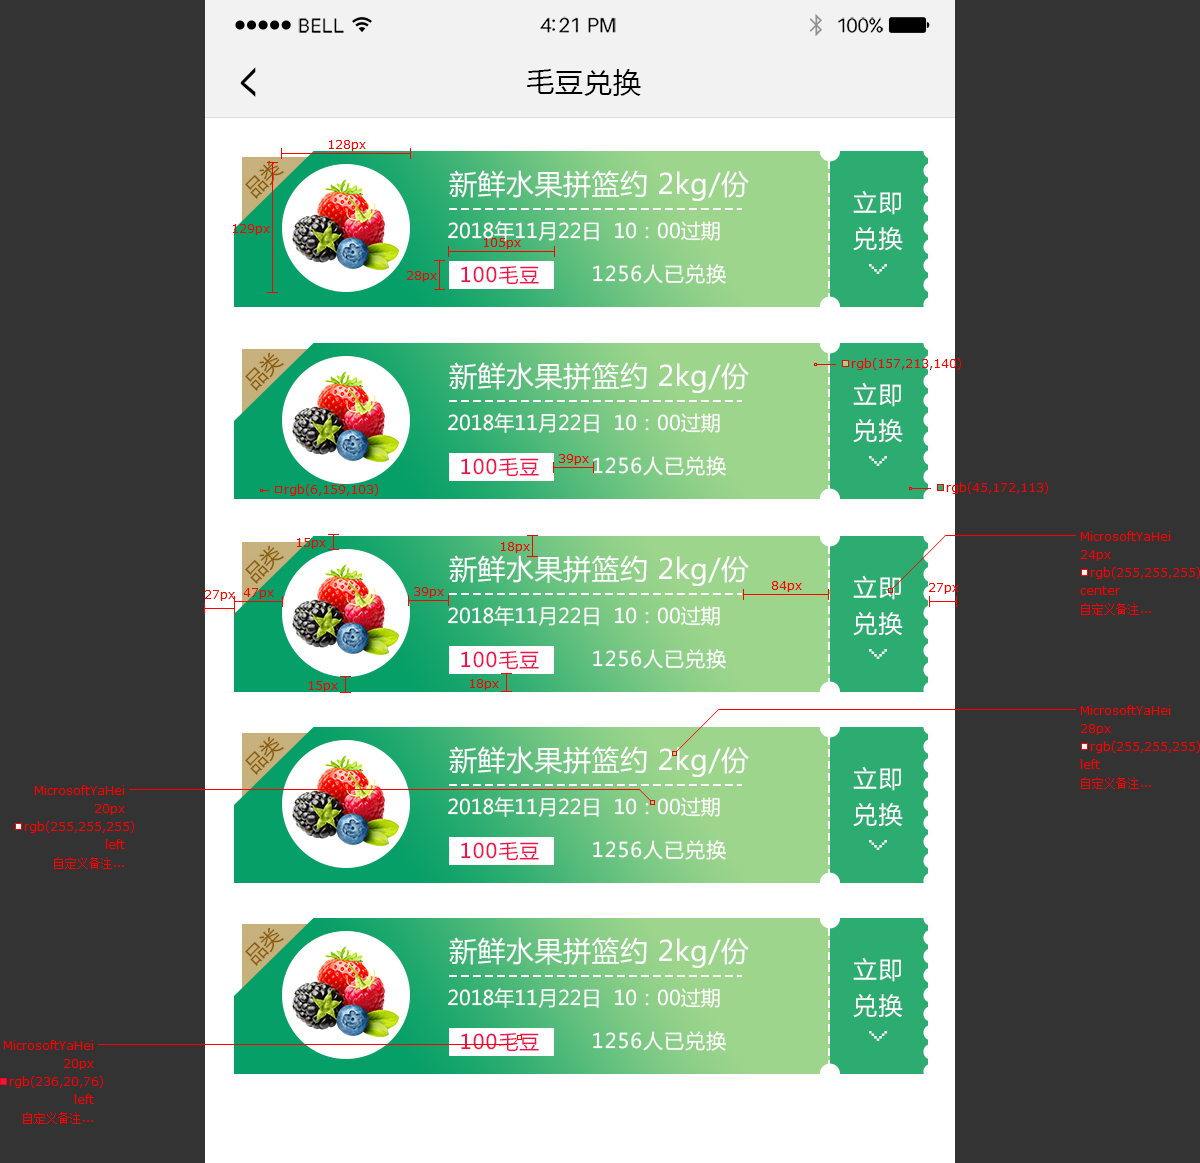 ●●●●● BELL 4:21 PM 100%
毛豆兑换
128px
品类
129px
新鲜水果拼篮约 2kg/份
2018年11月22日 10：00过期
105px
28px
100毛豆
1256人已兑换
立即
兑换
品类
新鲜水果拼篮约 2kg/份
rgb(157,213,140)
2018年11月22日 10：00过期
100毛豆
39px
1256人已兑换
立即
兑换
rgb(6,159,103)
rgb(45,172,113)
15px
品类
18px
新鲜水果拼篮约 2kg/份
27px
47px
39px
84px
27px
2018年11月22日 10：00过期
100毛豆
1256人已兑换
15px
18px
立即
兑换
MicrosoftYaHei
24px
rgb(255,255,255)
center
自定义备注...
品类
新鲜水果拼篮约 2kg/份
2018年11月22日 10：00过期
100毛豆
1256人已兑换
立即
兑换
MicrosoftYaHei
28px
rgb(255,255,255)
left
自定义备注...
MicrosoftYaHei
20px
rgb(255,255,255)
left
自定义备注...
品类
新鲜水果拼篮约 2kg/份
2018年11月22日 10：00过期
100毛豆
1256人已兑换
立即
兑换
MicrosoftYaHei
20px
rgb(236,20,76)
left
自定义备注...